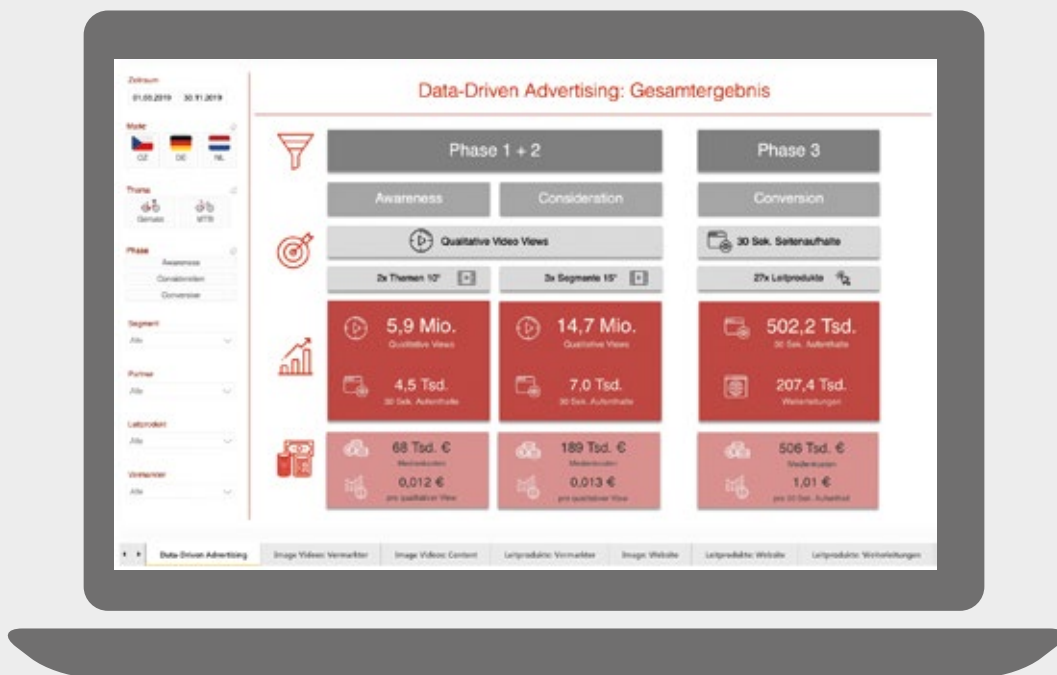 Data-Driven Advertising: Gesamtergebnis
Zeitraum
01.08.2019 30.11.2019
Markt
CZ DE NL
Thema
Genuss MTB
Phase
Awareness
Consideration
Conversion
Segment
Alle
Partner
Alle
Leitprodukt
Alle
Vermarkter
Alle
Phase 1 + 2
Phase 3
Awareness
Consideration
Conversion
Qualitative Video Views
30 Sek. Seitenaufhalte
2x Themen 10"
3x Segmente 15"
27x Leitprodukte
5,9 Mio.
Qualitative Views
4,5 Tsd.
30 Sek. Aufenthalte
14,7 Mio.
Qualitative Views
7,0 Tsd.
30 Sek. Aufenthalte
502,2 Tsd.
30 Sek. Aufenthalte
207,4 Tsd.
Weiterleitungen
68 Tsd. €
Mediakosten
0,012 €
pro qualitativer View
189 Tsd. €
Mediakosten
0,013 €
pro qualitativer View
506 Tsd. €
Mediakosten
1,01 €
pro 30 Sek. Aufenthalt
Data-Driven Advertising
Image Videos: Vermarkter
Image Videos: Content
Leitprodukte: Vermarkter
Image: Website
Leitprodukte: Website
Leitprodukte: Weiterleitungen